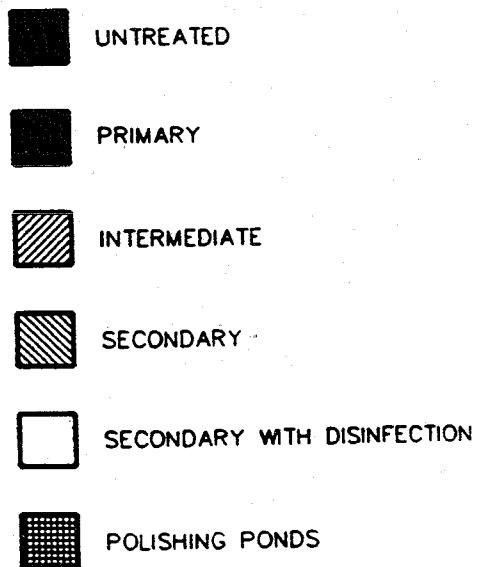 UNTREATED
PRIMARY
INTERMEDIATE
SECONDARY
SECONDARY WITH DISINFECTION
POLISHING PONDS